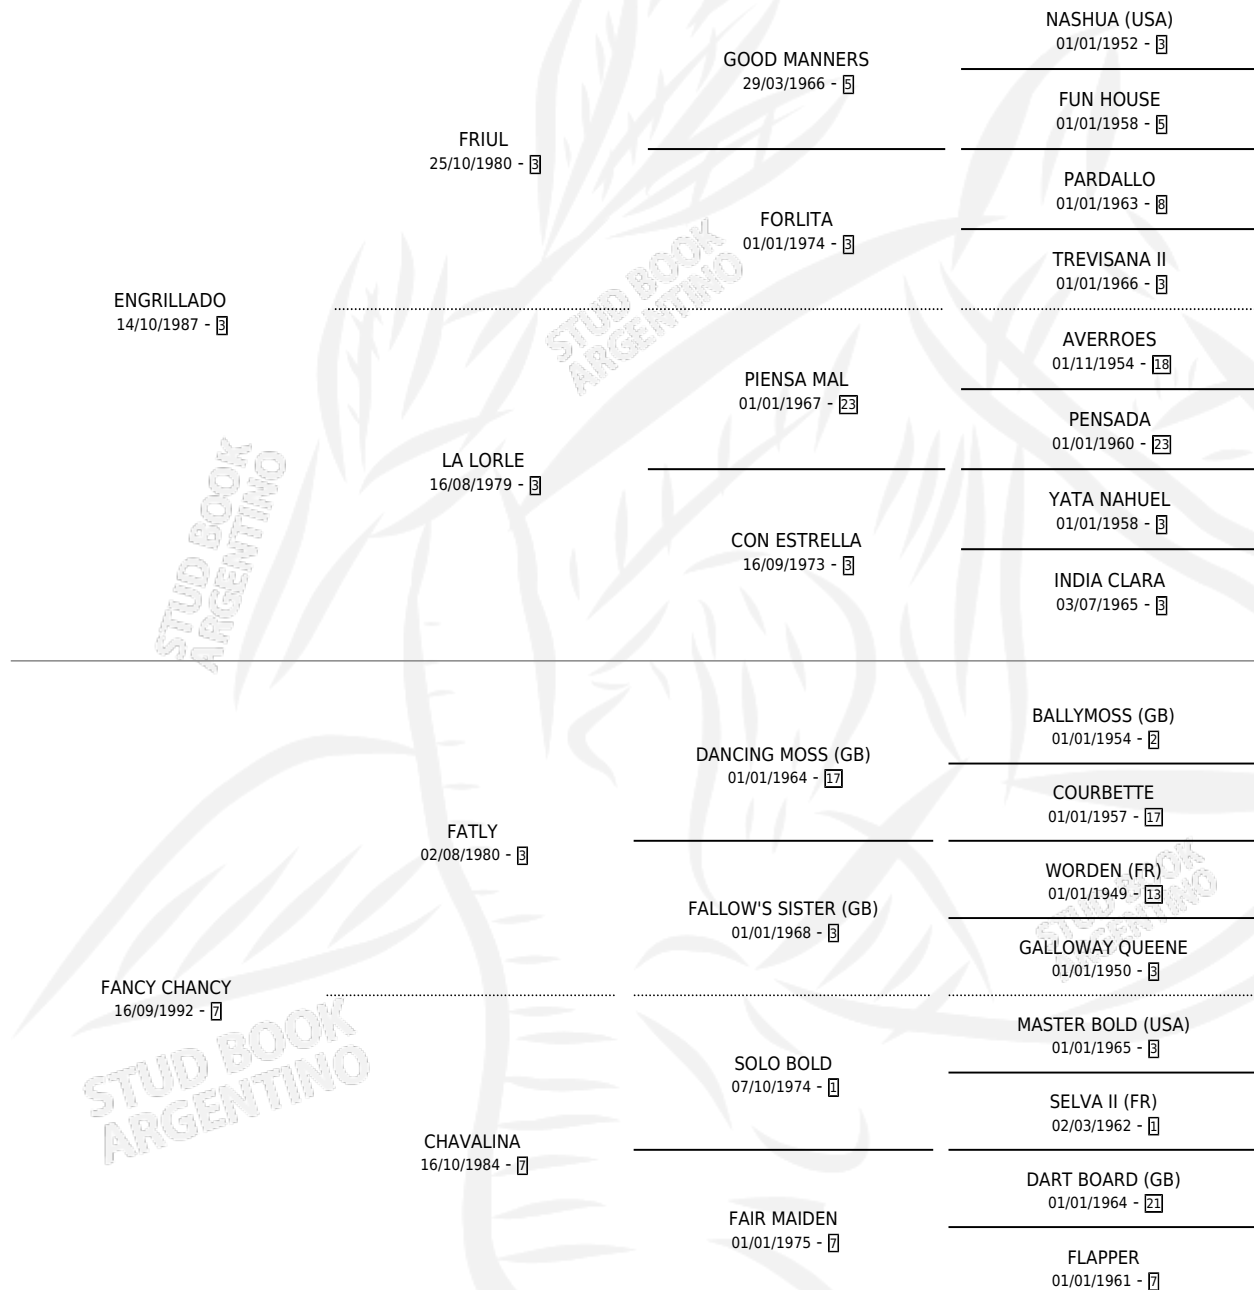 NASHUA (USA)
01/01/1952 - 3
GOOD MANNERS
29/03/1966 - 5
FUN HOUSE
01/01/1958 - 5
FRIUL
25/10/1980 - 3
PARDALLO
01/01/1963 - 8
FORLITA
01/01/1974 - 3
TREVISANA II
01/01/1966 - 3
ENGRILLADO
14/10/1987 - 3
AVERROES
01/11/1954 - 18
PIENSA MAL
01/01/1967 - 23
PENSADA
01/01/1960 - 23
LA LORLE
16/08/1979 - 3
YATA NAHUEL
01/01/1958 - 3
CON ESTRELLA
16/09/1973 - 3
INDIA CLARA
03/07/1965 - 3
BALLYMOSS (GB)
01/01/1954 - 2
DANCING MOSS (GB)
01/01/1964 - 17
COURBETTE
01/01/1957 - 17
FATLY
02/08/1980 - 3
WORDEN (FR)
01/01/1949 - 13
FALLOW'S SISTER (GB)
01/01/1968 - 3
GALLOWAY QUEENE
01/01/1950 - 3
FANCY CHANCY
16/09/1992 - 7
MASTER BOLD (USA)
01/01/1965 - 3
SOLO BOLD
07/10/1974 - 1
SELVA II (FR)
02/03/1962 - 1
CHAVALINA
16/10/1984 - 7
DART BOARD (GB)
01/01/1964 - 21
FAIR MAIDEN
01/01/1975 - 7
FLAPPER
01/01/1961 - 7
STUD BOOK
ARGENTINO
STUD BOOK
ARGENTINO
STUD BOOK
ARGENTINO
STUD BOOK
ARGENTINO